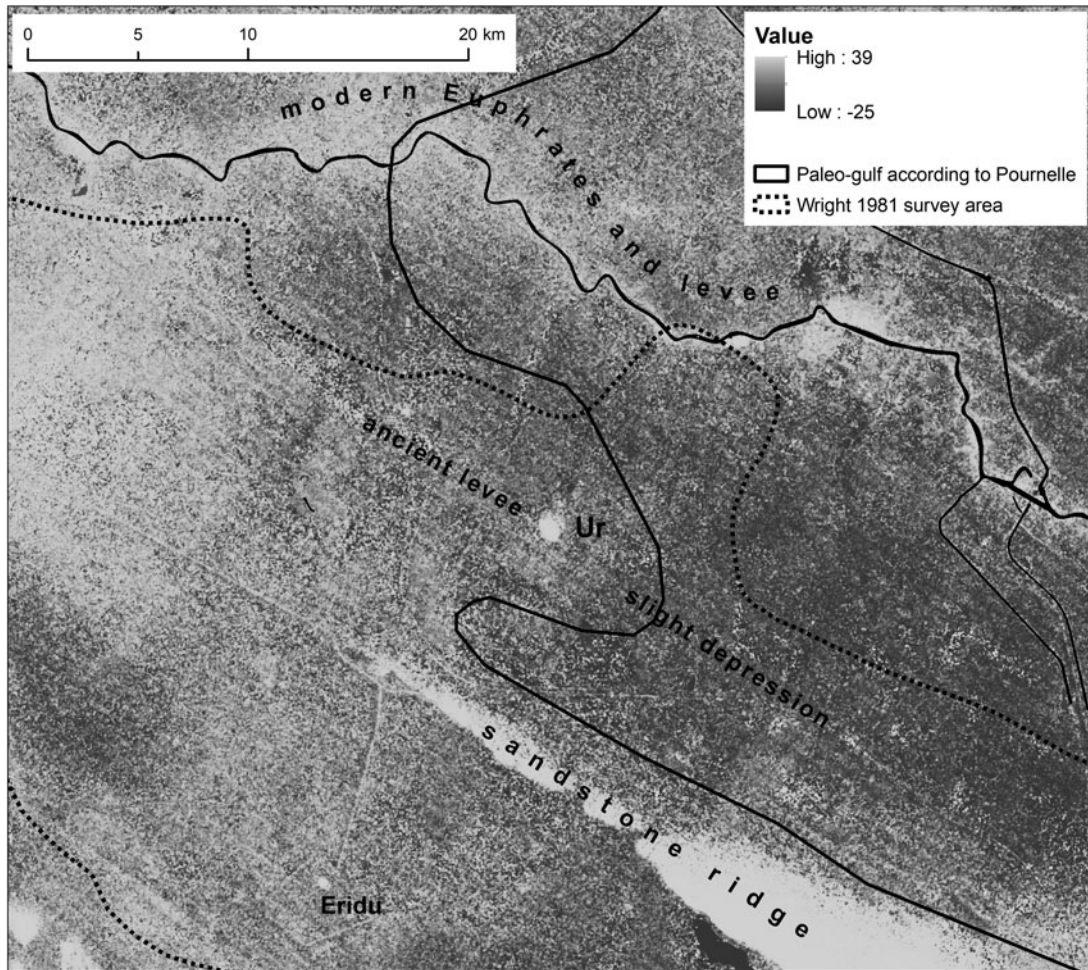 0 5 10 20 km
Value
High : 39
Low : -25
Paleo-gulf according to Pournelle
Wright 1981 survey area
modern Euphrates and levee
ancient levee
Ur
slight depression
sandstone ridge
Eridu